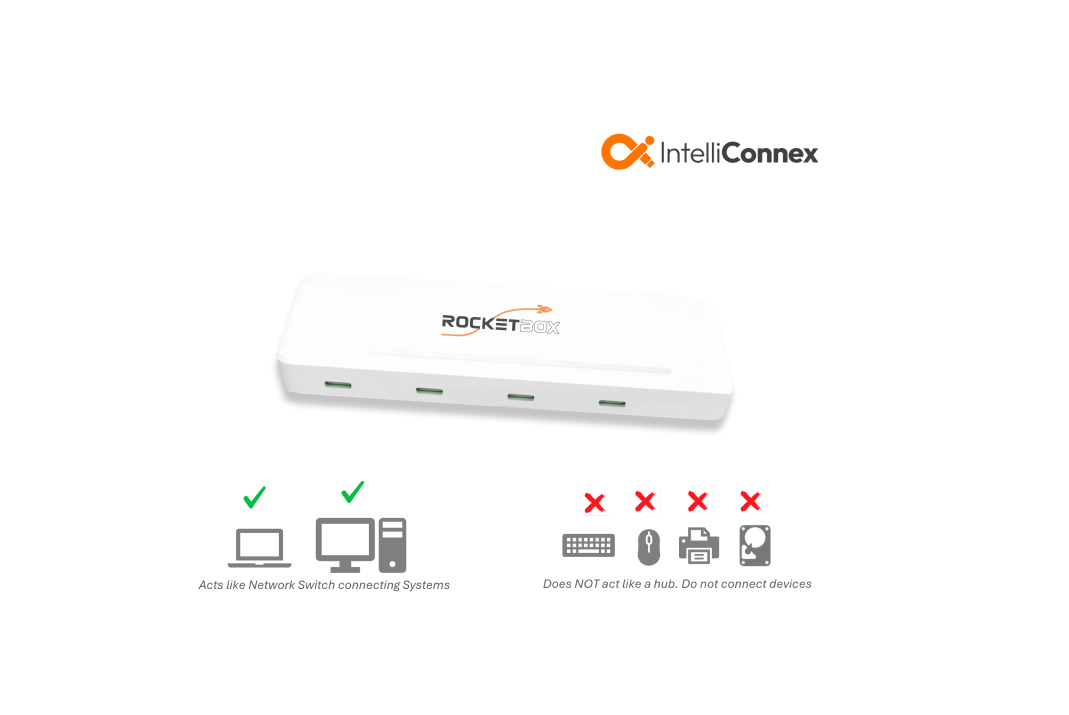 IntelliConnex
ROCKETBOX
Acts like Network Switch connecting Systems
Does NOT act like a hub. Do not connect devices